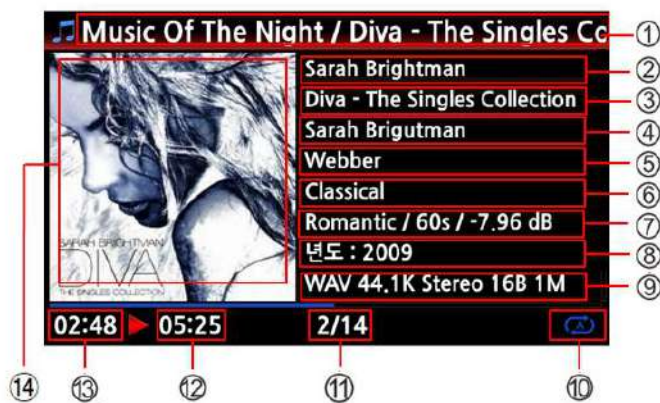 Music Of The Night / Diva - The Singles Co
①
Sarah Brightman
②
Diva - The Singles Collection
③
Sarah Brigutman
④
Webber
⑤
Classical
⑥
Romantic / 60s / -7.96 dB
⑦
년도 : 2009
⑧
WAV 44.1K Stereo 16B 1M
⑨
SARAH BRIGHTMAN
DIVA
THE SINGLES COLLECTION
02:48 05:25 2/14
⑭ ⑬ ⑫ ⑪ ⑩